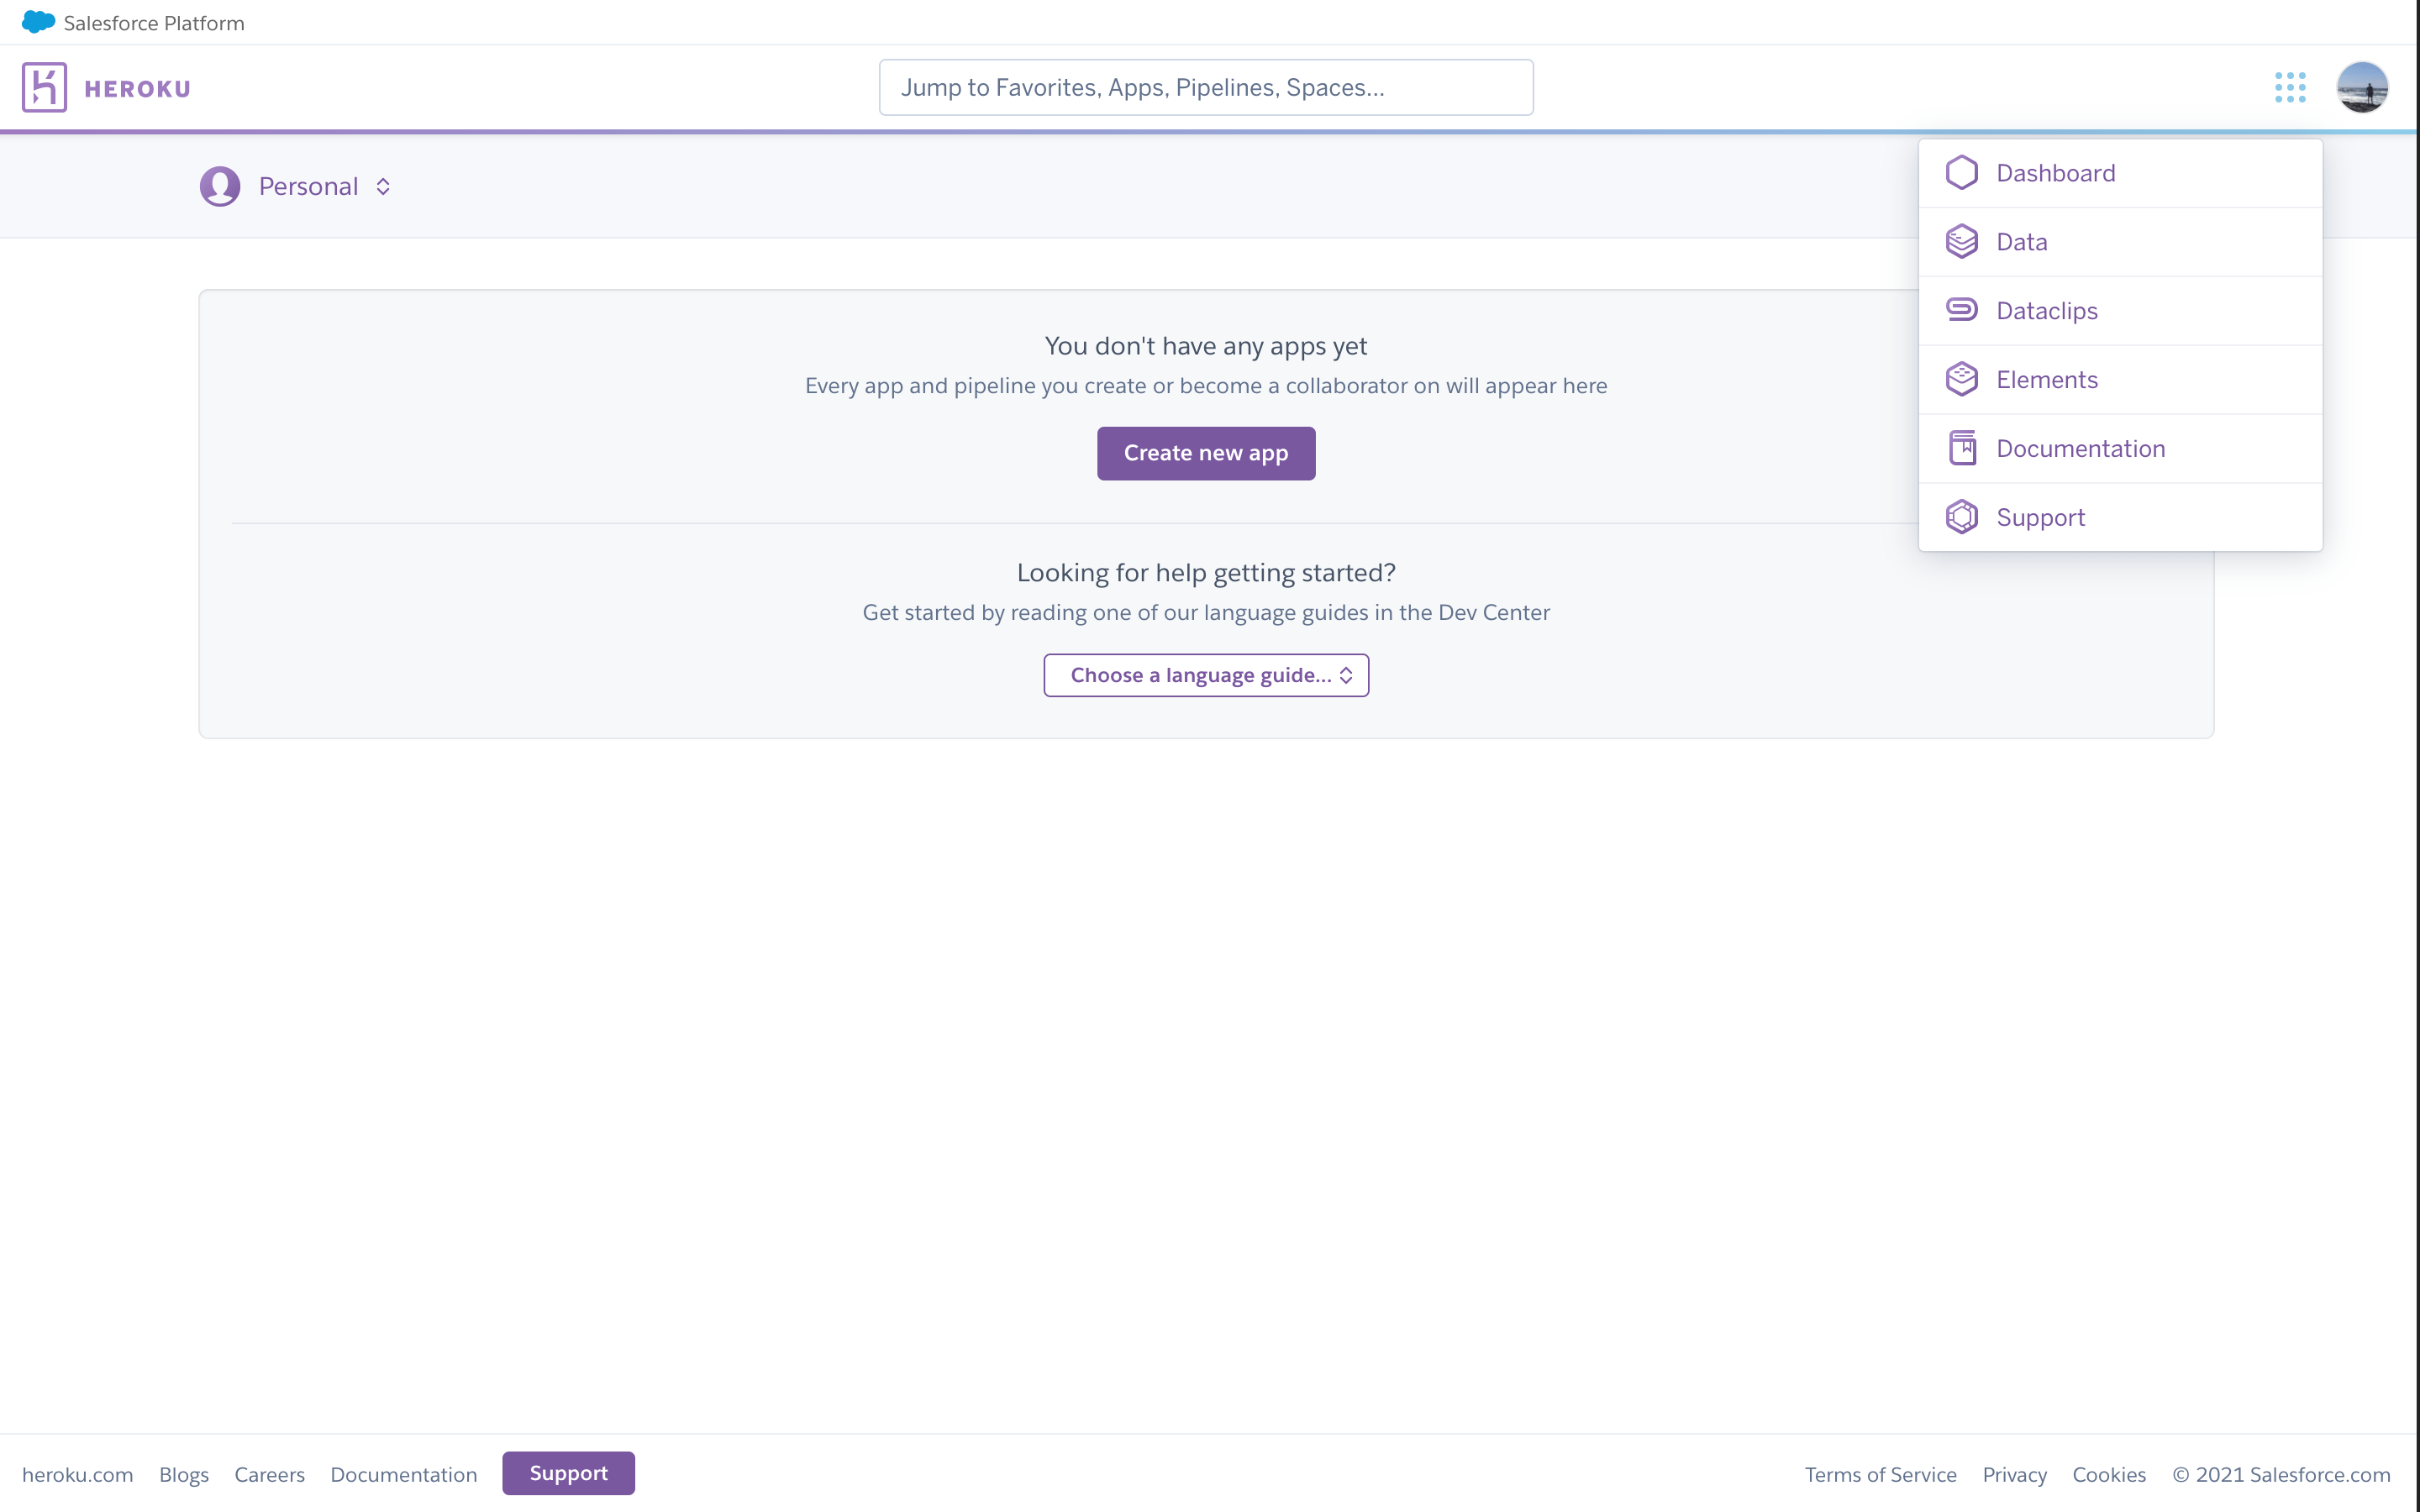 Salesforce Platform
HEROKU
Jump to Favorites, Apps, Pipelines, Spaces...
Personal
Dashboard
Data
Dataclips
Elements
Documentation
Support
You don't have any apps yet
Every app and pipeline you create or become a collaborator on will appear here
Create new app
Looking for help getting started?
Get started by reading one of our language guides in the Dev Center
Choose a language guide...
heroku.com Blogs Careers Documentation Support Terms of Service Privacy Cookies © 2021 Salesforce.com